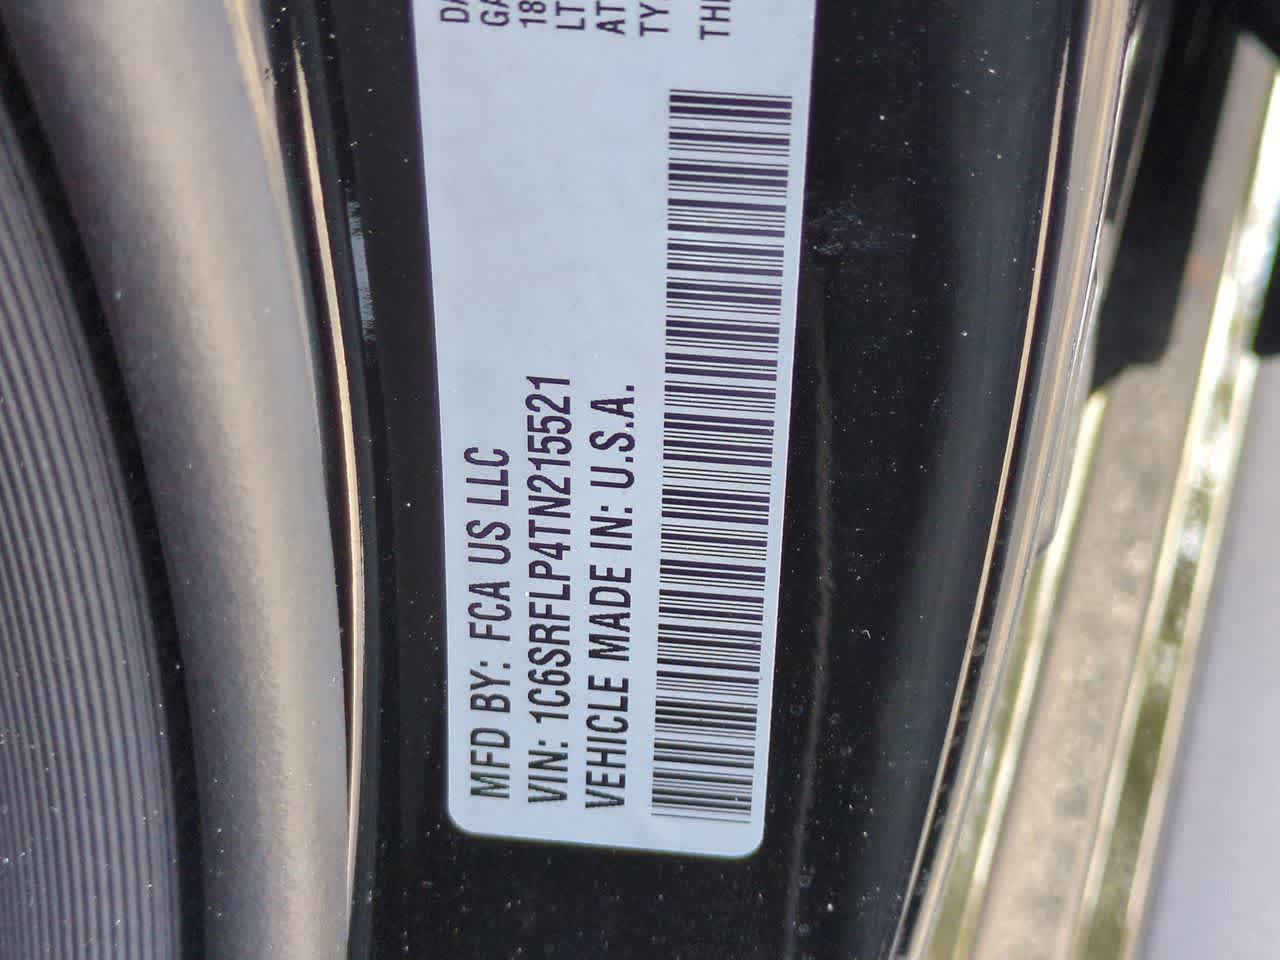 MFD BY: FCA US LLC
VIN: 1C6SRFLP4TN215521
VEHICLE MADE IN: U.S.A.